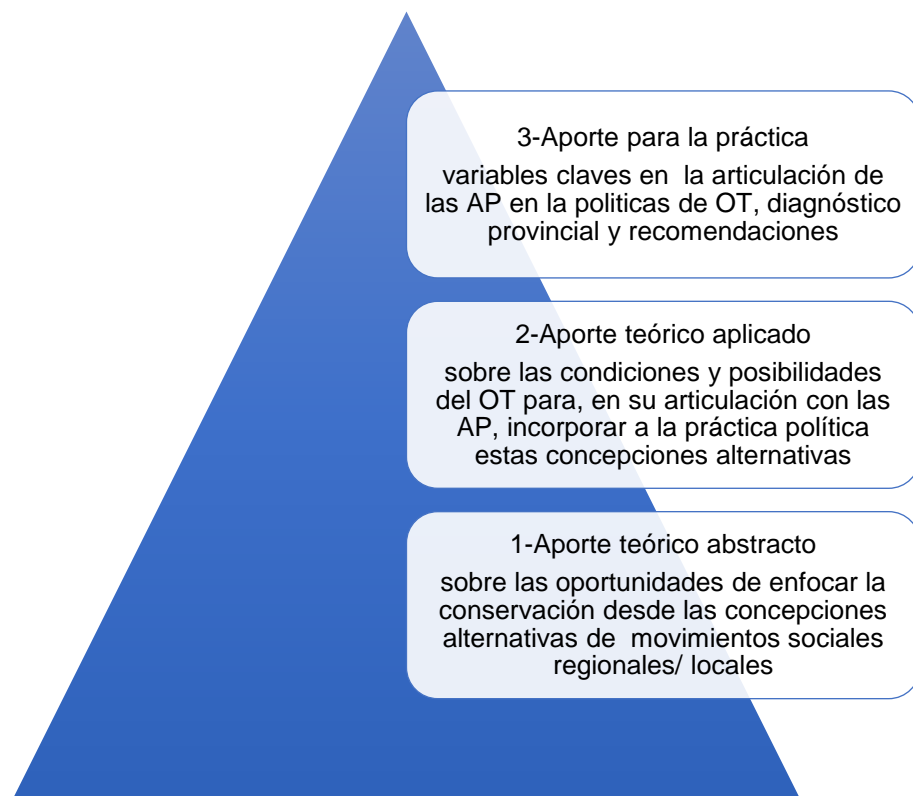 3-Aporte para la práctica
variables claves en la articulación de
las AP en la politicas de OT, diagnóstico
provincial y recomendaciones
2-Aporte teórico aplicado
sobre las condiciones y posibilidades
del OT para, en su articulación con las
AP, incorporar a la práctica política
estas concepciones alternativas
1-Aporte teórico abstracto
sobre las oportunidades de enfocar la
conservación desde las concepciones
alternativas de movimientos sociales
regionales/ locales